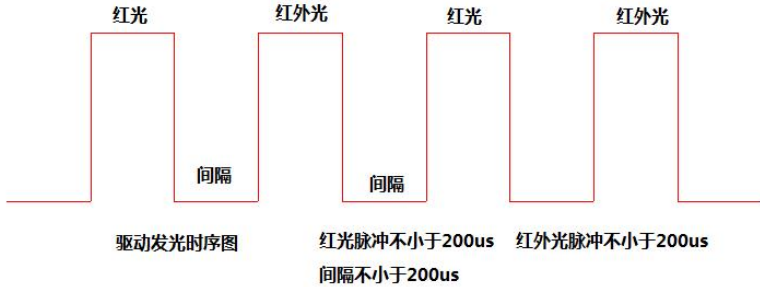 红光
红外光
红光
红外光
间隔
间隔
驱动发光时序图
红光脉冲不小于200us 红外光脉冲不小于200us
间隔不小于200us